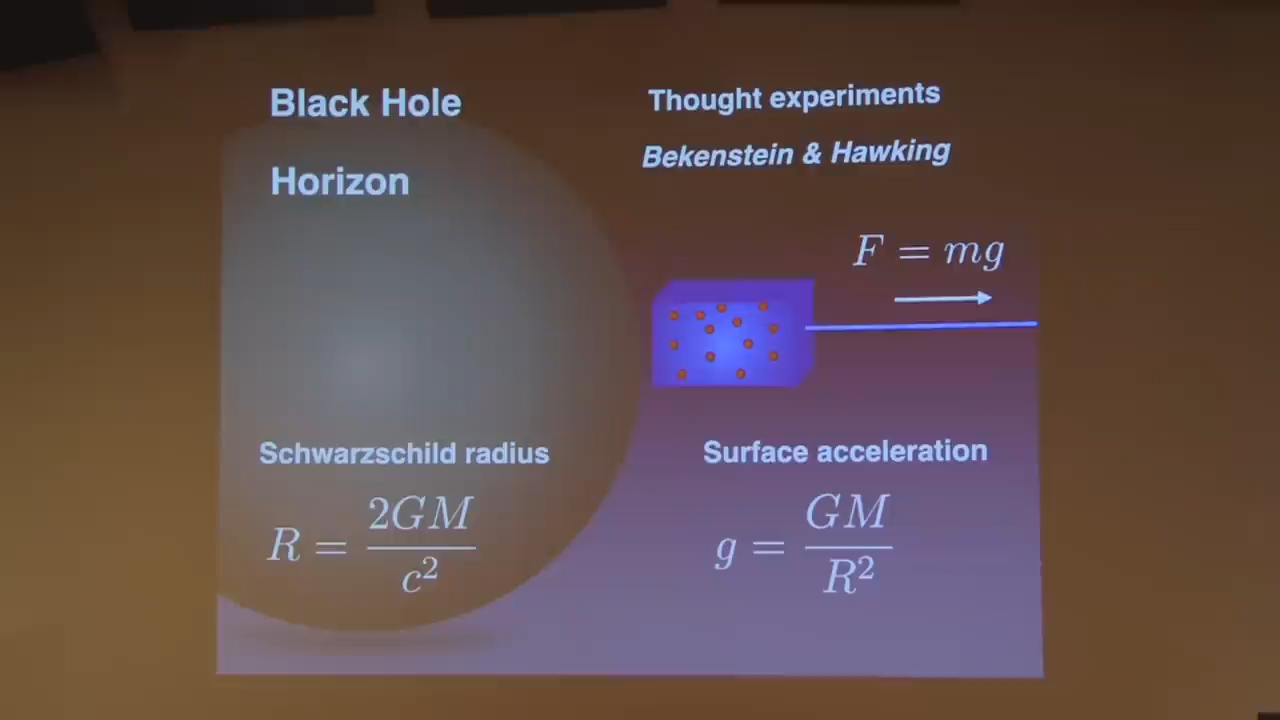 Black Hole
Horizon
Thought experiments
Bekenstein & Hawking
F = mg
Schwarzschild radius
R = 2GM / c²
Surface acceleration
g = GM / R²